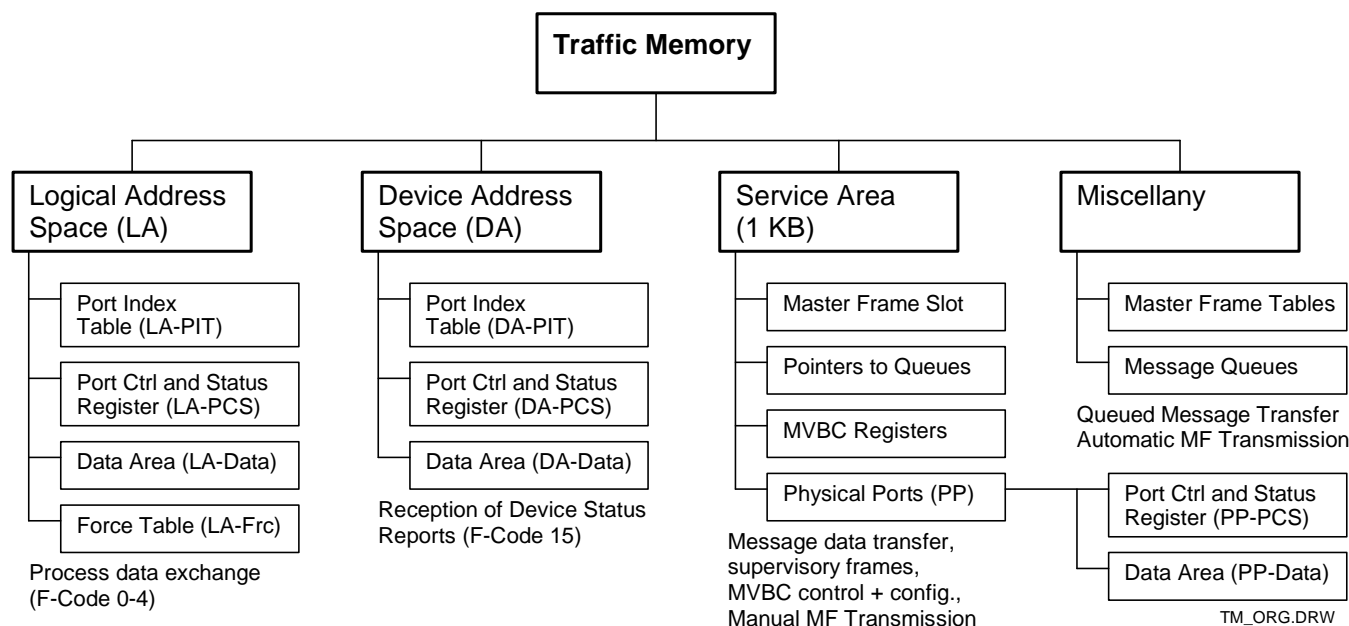 Traffic Memory
Logical Address
Space (LA)
Port Index
Table (LA-PIT)
Port Ctrl and Status
Register (LA-PCS)
Data Area (LA-Data)
Force Table (LA-Frc)
Process data exchange
(F-Code 0-4)
Device Address
Space (DA)
Port Index
Table (DA-PIT)
Port Ctrl and Status
Register (DA-PCS)
Data Area (DA-Data)
Reception of Device Status
Reports (F-Code 15)
Service Area
(1 KB)
Master Frame Slot
Pointers to Queues
MVBC Registers
Physical Ports (PP)
Message data transfer,
supervisory frames,
MVBC control + config.,
Manual MF Transmission
Miscellany
Master Frame Tables
Message Queues
Queued Message Transfer
Automatic MF Transmission
Port Ctrl and Status
Register (PP-PCS)
Data Area (PP-Data)
TM_ORG.DRW